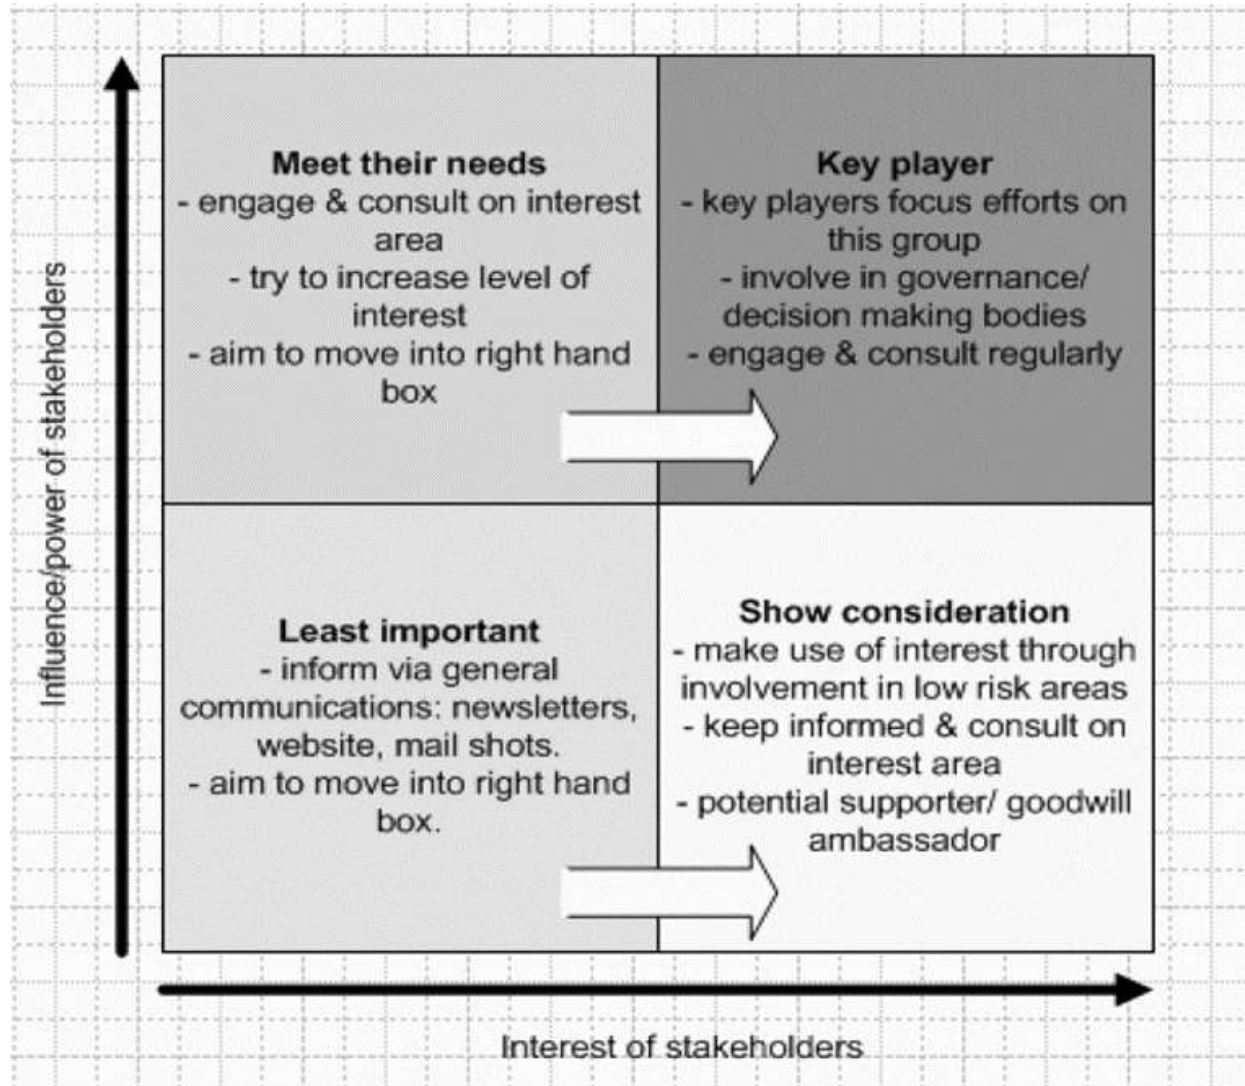 Influence/power of stakeholders
Meet their needs
- engage & consult on interest
area
- try to increase level of
interest
- aim to move into right hand
box
Key player
- key players focus efforts on
this group
- involve in governance/
decision making bodies
- engage & consult regularly
Least important
- inform via general
communications: newsletters,
website, mail shots.
- aim to move into right hand
box.
Show consideration
- make use of interest through
involvement in low risk areas
- keep informed & consult on
interest area
- potential supporter/ goodwill
ambassador
Interest of stakeholders